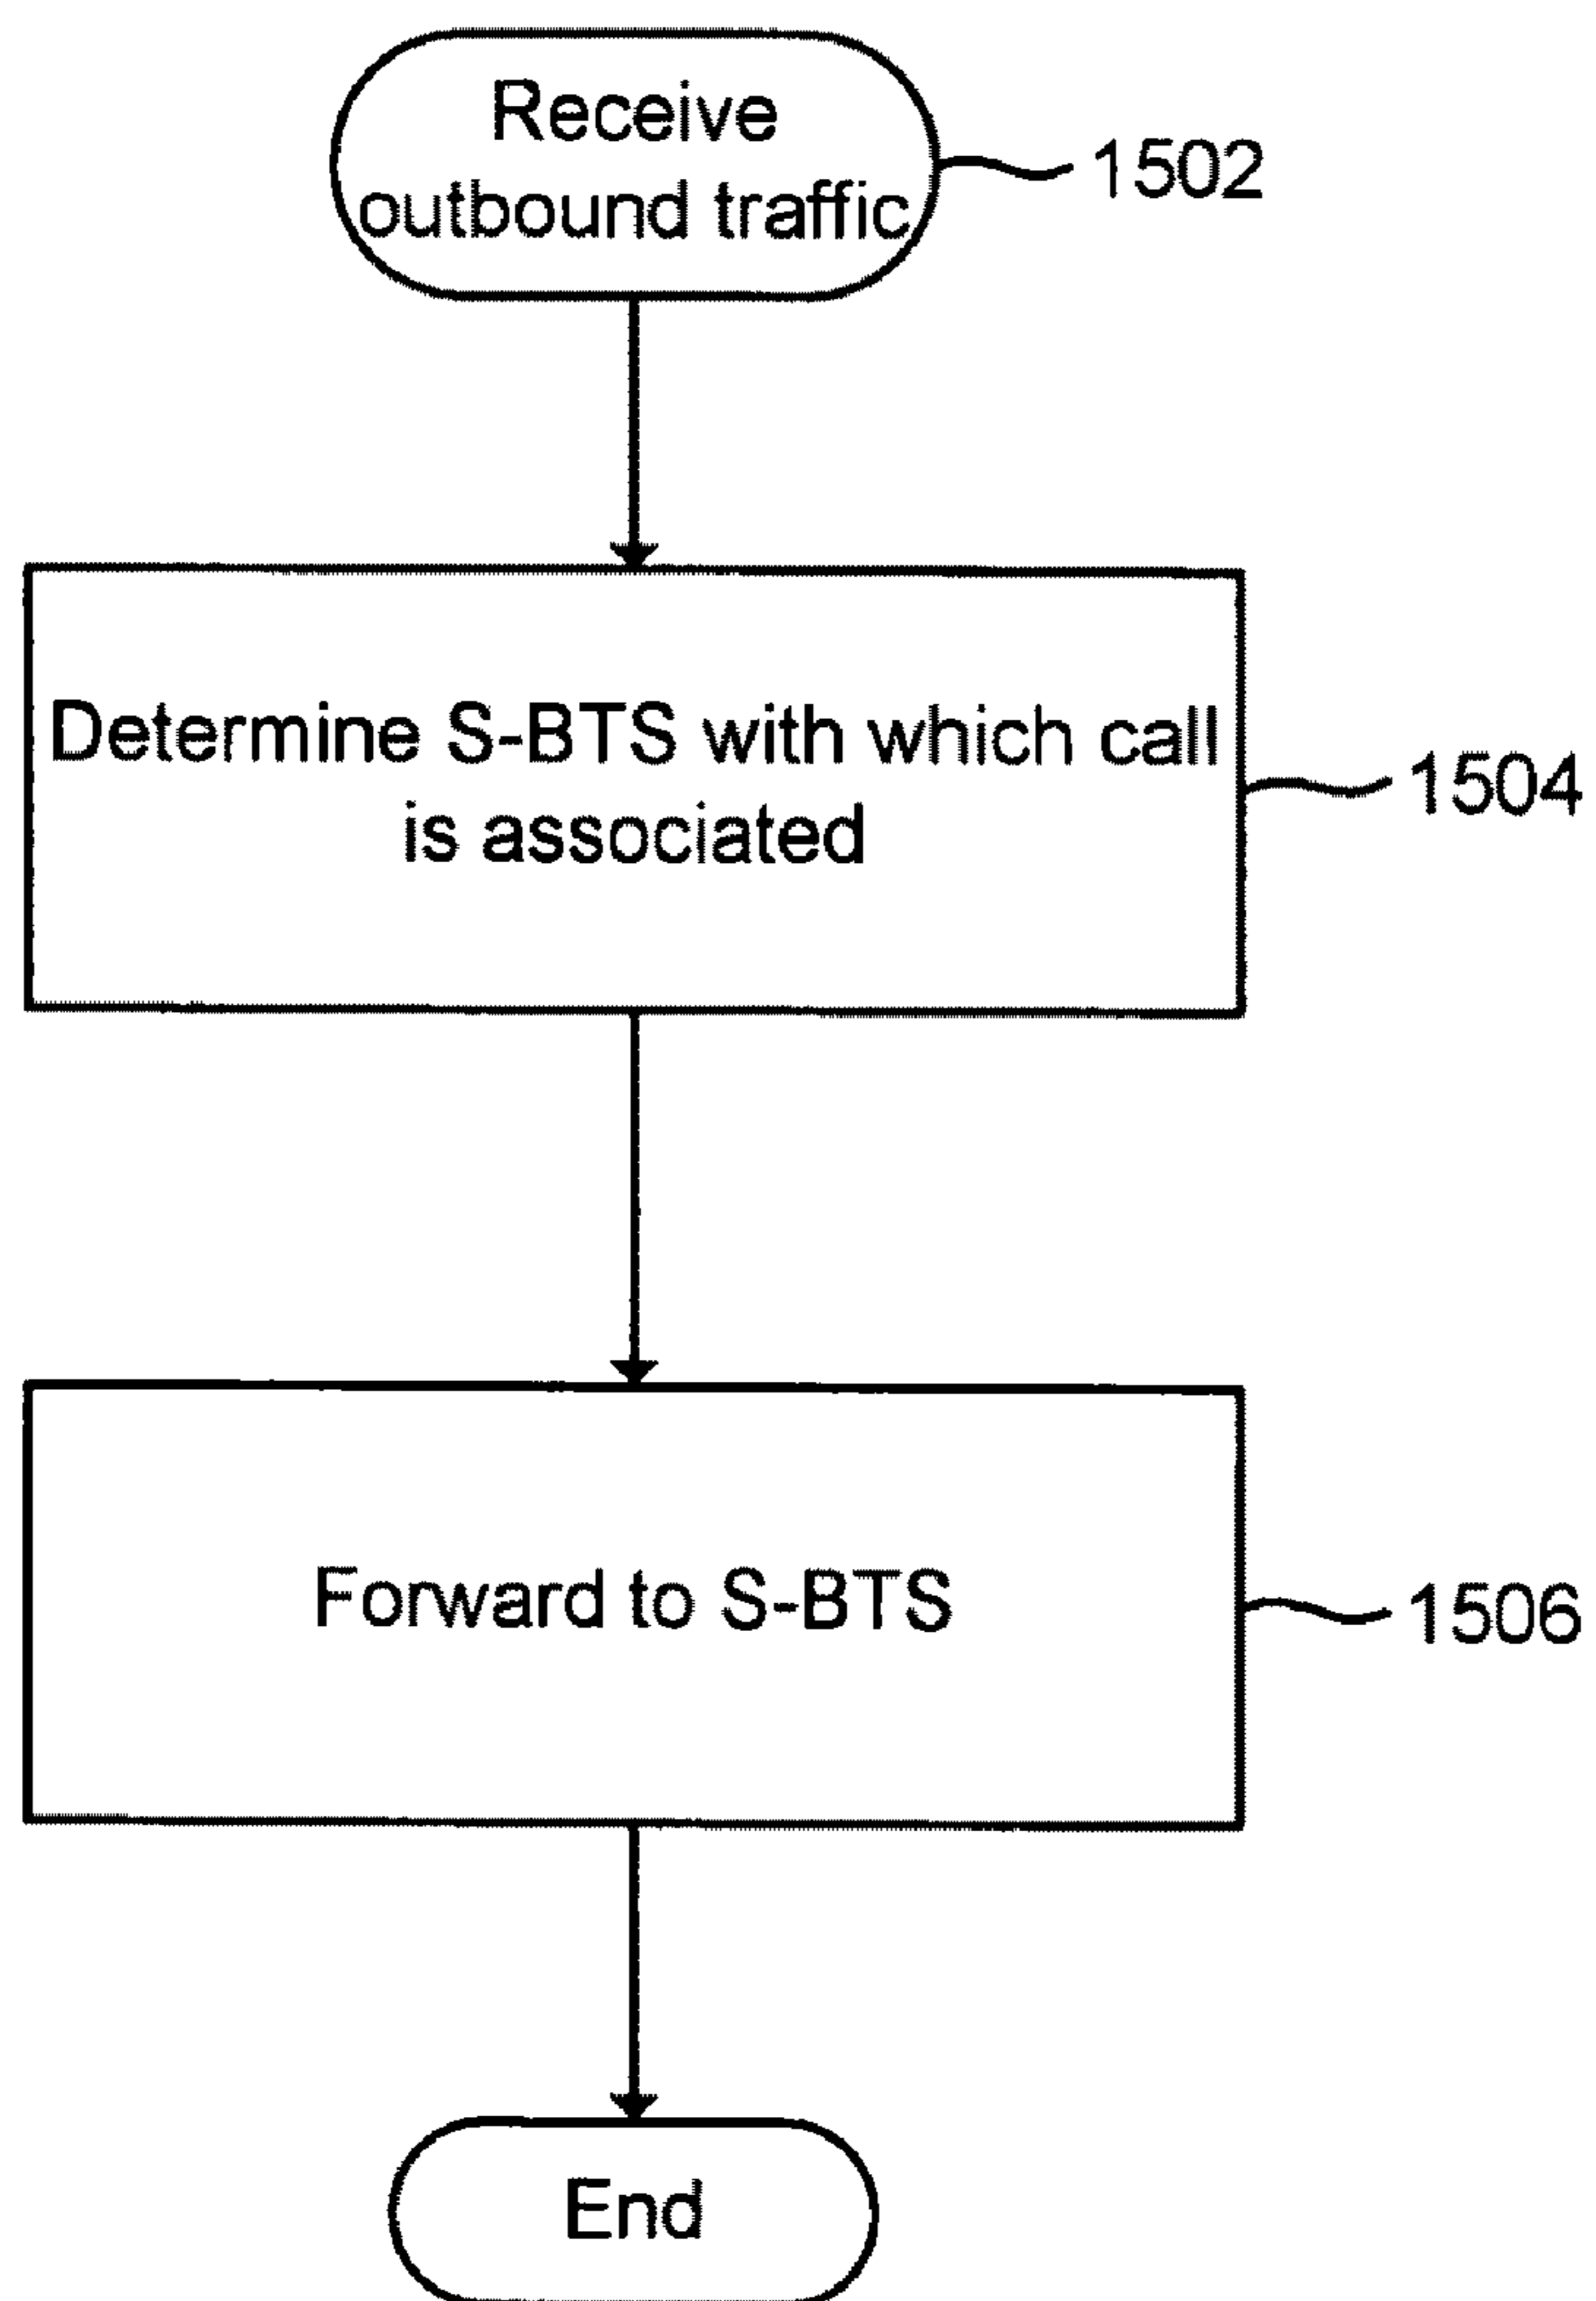 Receive
outbound traffic
1502
Determine S-BTS with which call
is associated
1504
Forward to S-BTS
1506
End